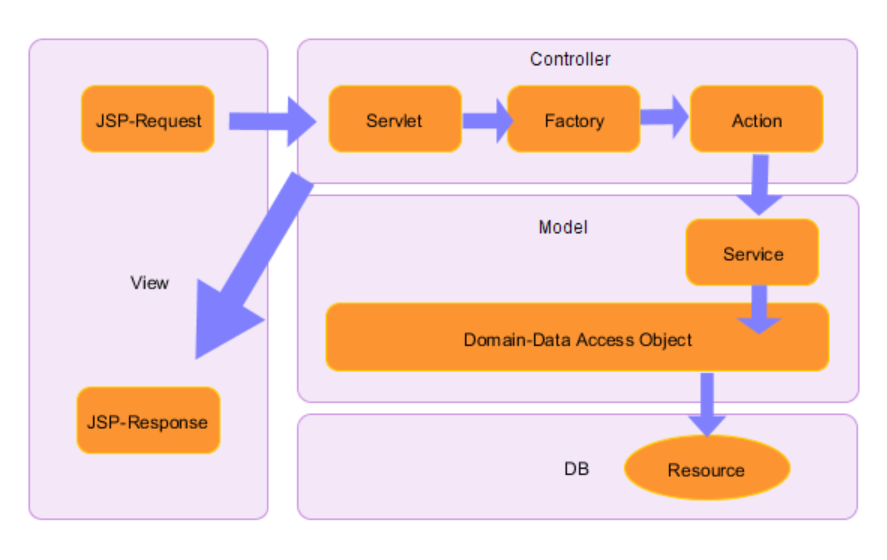 Controller
JSP-Request
Servlet
Factory
Action
Model
Service
View
Domain-Data Access Object
JSP-Response
DB
Resource